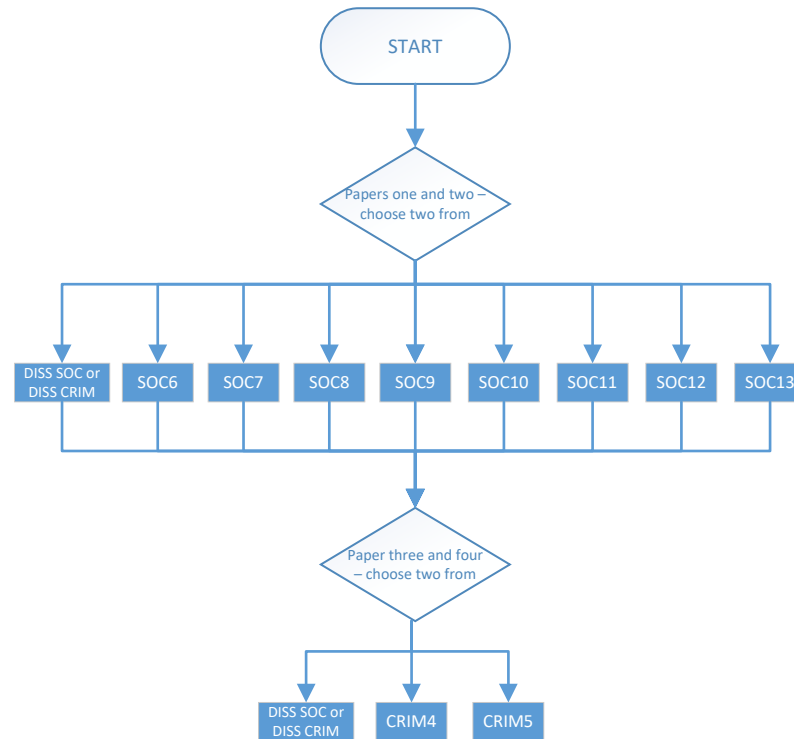 START
Papers one and two –
choose two from
DISS SOC or
DISS CRIM
SOC6
SOC7
SOC8
SOC9
SOC10
SOC11
SOC12
SOC13
Paper three and four
– choose two from
DISS SOC or
DISS CRIM
CRIM4
CRIM5